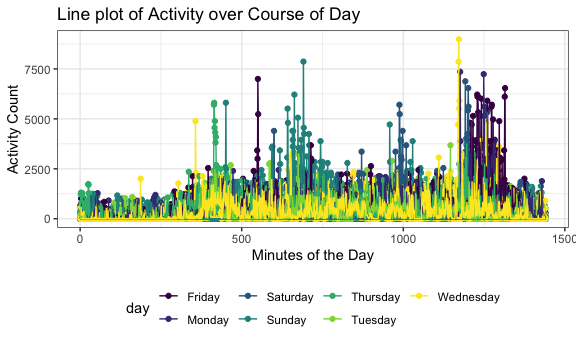 Line plot of Activity over Course of Day
Activity Count
7500
5000
2500
0
0
500
1000
1500
Minutes of the Day
day
Friday
Saturday
Thursday
Wednesday
Monday
Sunday
Tuesday